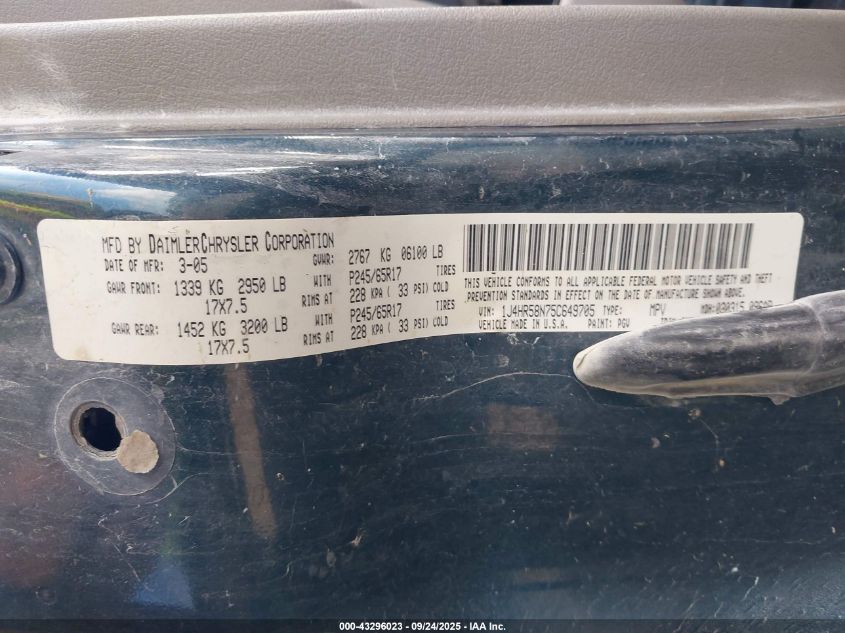 MFD BY DAIMLERCHRYSLER CORPORATION
DATE OF MFR: 3-05 GVWR: 2767 KG 06100 LB
GAWR FRONT: 1339 KG 2950 LB WITH P245/65R17 TIRES
17X7.5 RIMS AT 228 KPA ( 33 PSI) COLD
GAWR REAR: 1452 KG 3200 LB WITH P245/65R17 TIRES
17X7.5 RIMS AT 228 KPA ( 33 PSI) COLD
THIS VEHICLE CONFORMS TO ALL APPLICABLE FEDERAL MOTOR VEHICLE SAFETY AND THEFT
PREVENTION STANDARDS IN EFFECT ON THE DATE OF MANUFACTURE SHOWN ABOVE.
VIN: 1J4HR58N75C649705 TYPE: MPV MDH:
VEHICLE MADE IN U.S.A. PAINT: PGV
000-43296023 - 09/24/2025 - IAA Inc.